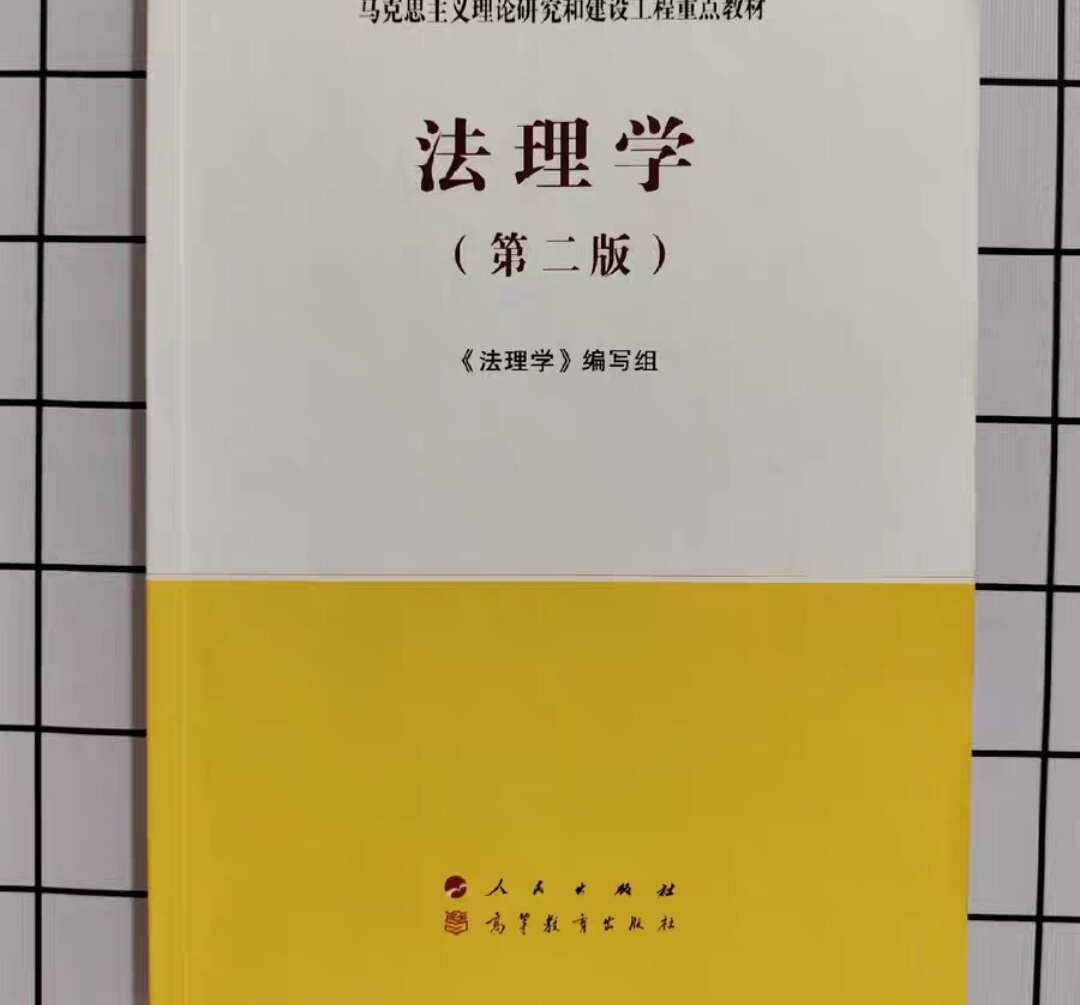 马克思主义理论研究和建设工程重点教材
法理学
（第二版）
《法理学》编写组
人民大版社
高等教育出版社